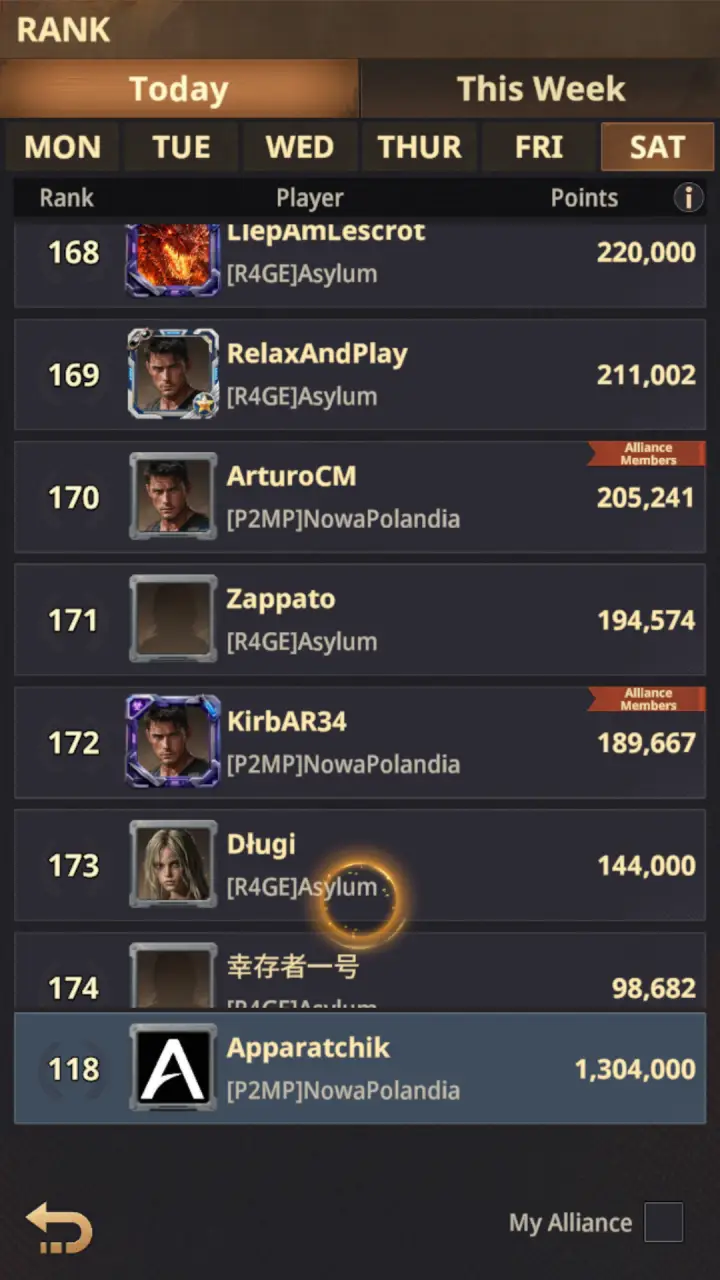 RANK
Today
This Week
MON TUE WED THUR FRI SAT
Rank Player Points
168 LiepAmLescrot 220,000
[R4GE]Asylum
169 RelaxAndPlay 211,002
[R4GE]Asylum
Alliance
Members
170 ArturoCM 205,241
[P2MP]NowaPolandia
171 Zappato 194,574
[R4GE]Asylum
Alliance
Members
172 KirbAR34 189,667
[P2MP]NowaPolandia
173 Długi 144,000
[R4GE]Asylum
174 幸存者一号 98,682
[R4GE]Asylum
118 Apparatchik 1,304,000
[P2MP]NowaPolandia
My Alliance